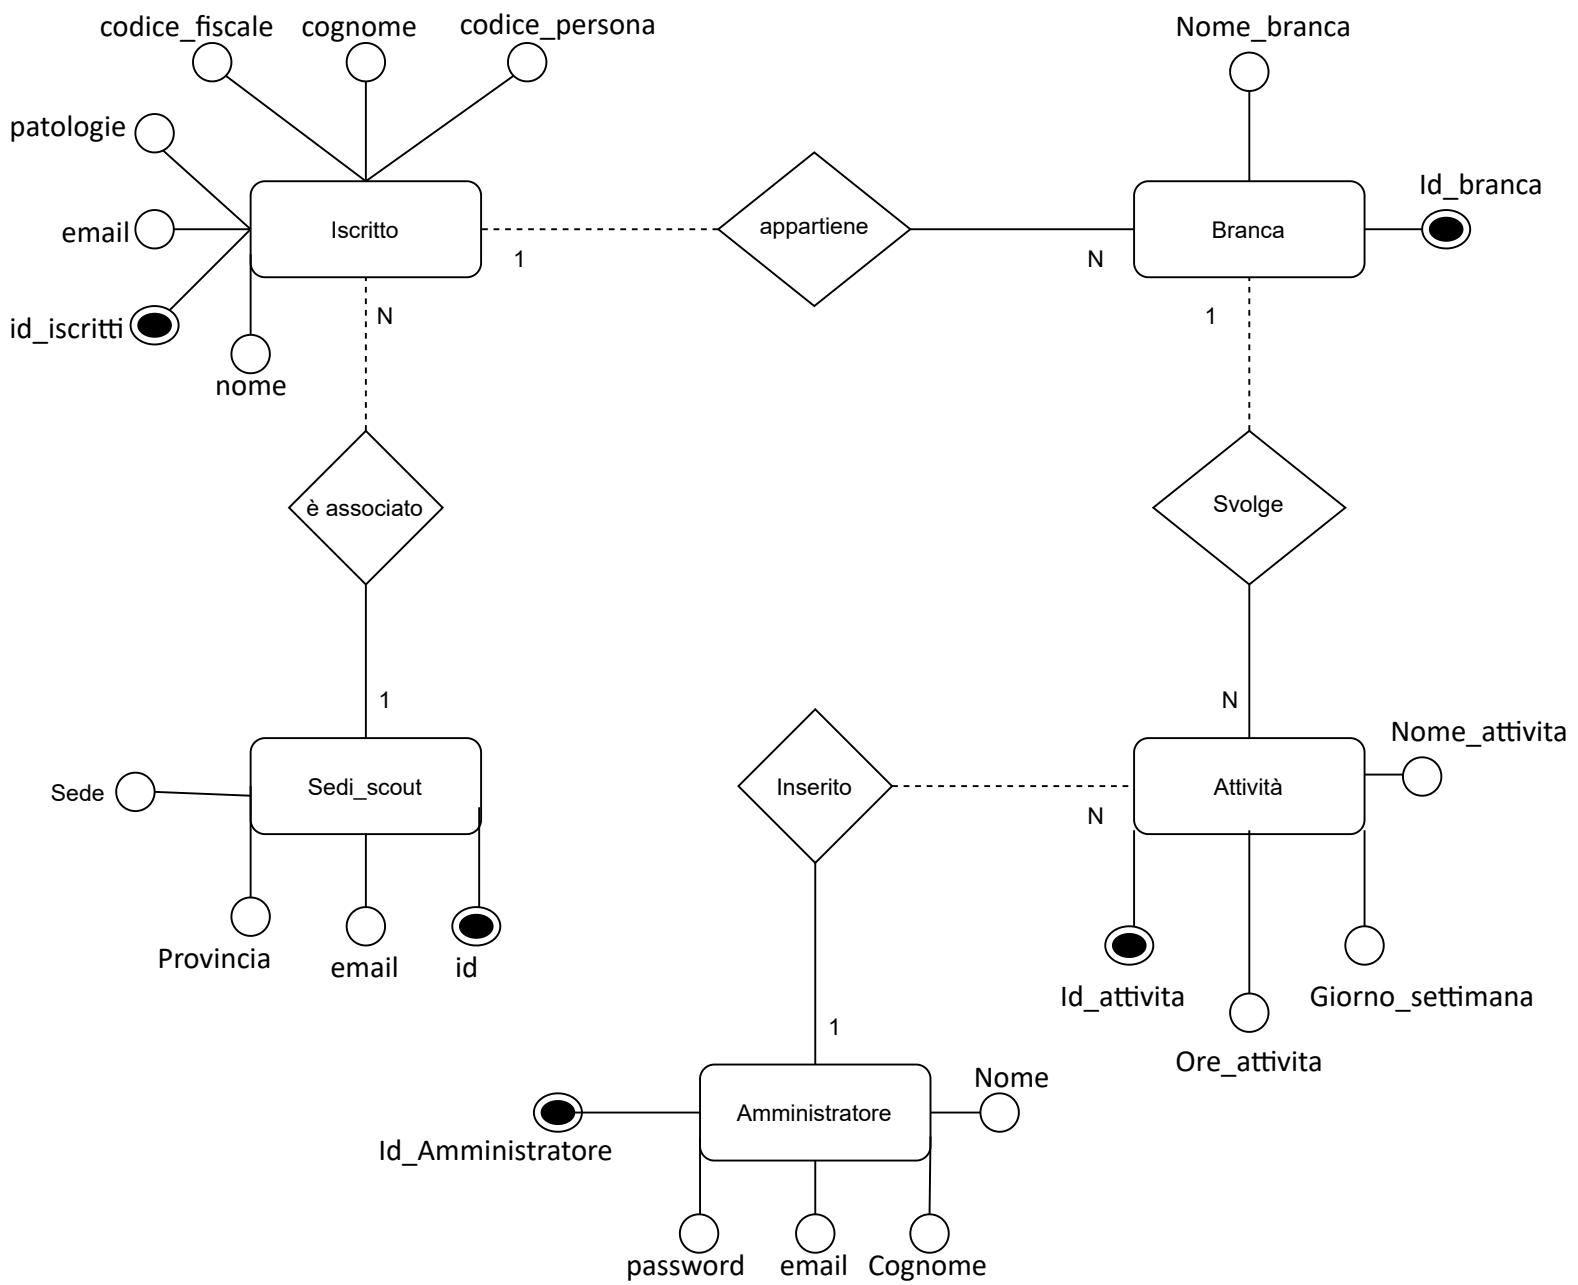 codice_fiscale cognome codice_persona
Nome_branca
patologie
Id_branca
Iscritto
appartiene
Branca
email
1
N
id_iscritti
N
1
nome
è associato
Svolge
1
N
Nome_attivita
Sede
Sedi_scout
Inserito
Attività
N
Provincia
email
id
Id_attivita
Giorno_settimana
1
Ore_attivita
Nome
Amministratore
Id_Amministratore
password
email
Cognome